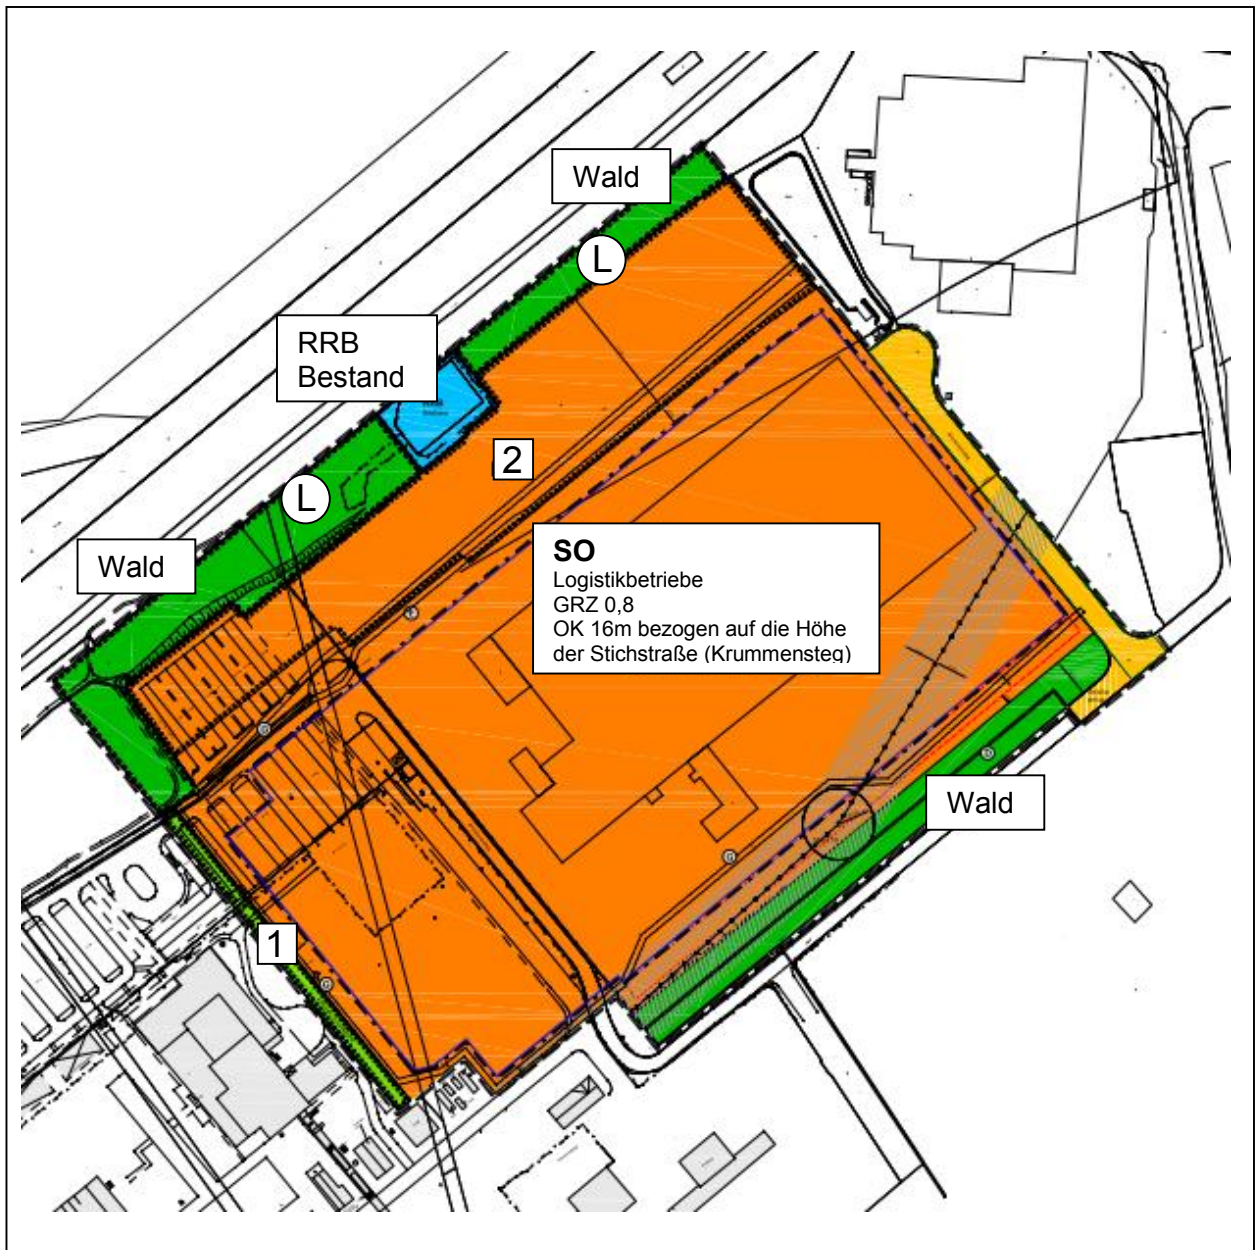 Wald
L
RRB
Bestand
2
L
Wald
SO
Logistikbetriebe
GRZ 0,8
OK 16m bezogen auf die Höhe
der Stichstraße (Krummensteg)
Wald
1